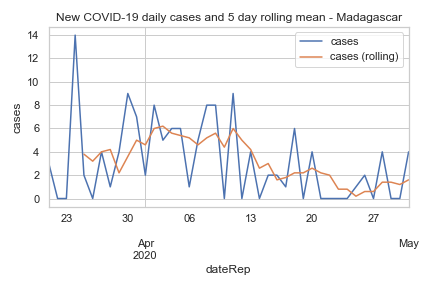 New COVID-19 daily cases and 5 day rolling mean - Madagascar
cases
cases (rolling)
14
12
10
8
6
4
2
0
cases
23
30
06
13
20
27
Apr
2020
May
dateRep